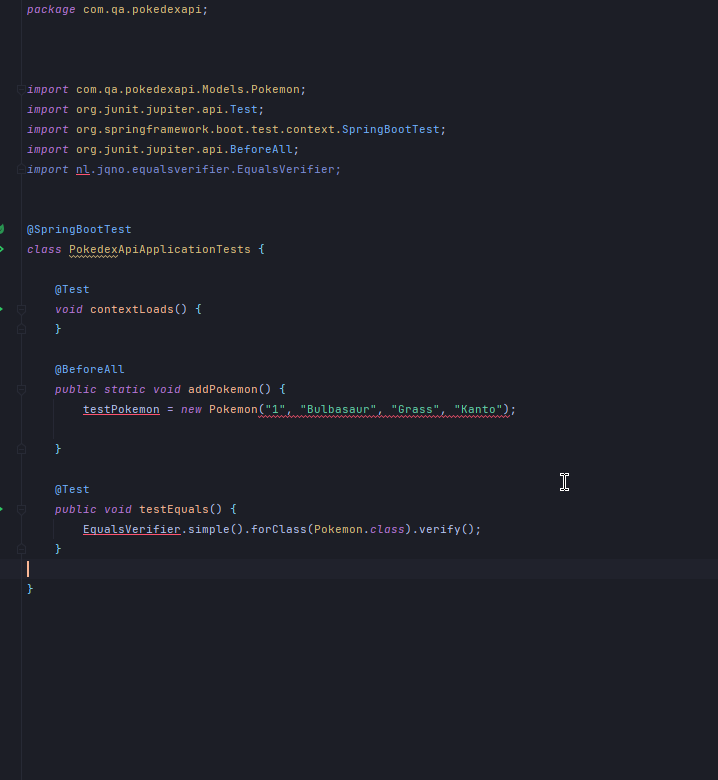 package com.qa.pokedexapi;
import com.qa.pokedexapi.Models.Pokemon;
import org.junit.jupiter.api.Test;
import org.springframework.boot.test.context.SpringBootTest;
import org.junit.jupiter.api.BeforeAll;
import nl.jqno.equalsverifier.EqualsVerifier;
@SpringBootTest
class PokedexApiApplicationTests {
@Test
void contextLoads() {
}
@BeforeAll
public static void addPokemon() {
testPokemon = new Pokemon("1", "Bulbasaur", "Grass", "Kanto");
}
@Test
public void testEquals() {
EqualsVerifier.simple().forClass(Pokemon.class).verify();
}
}